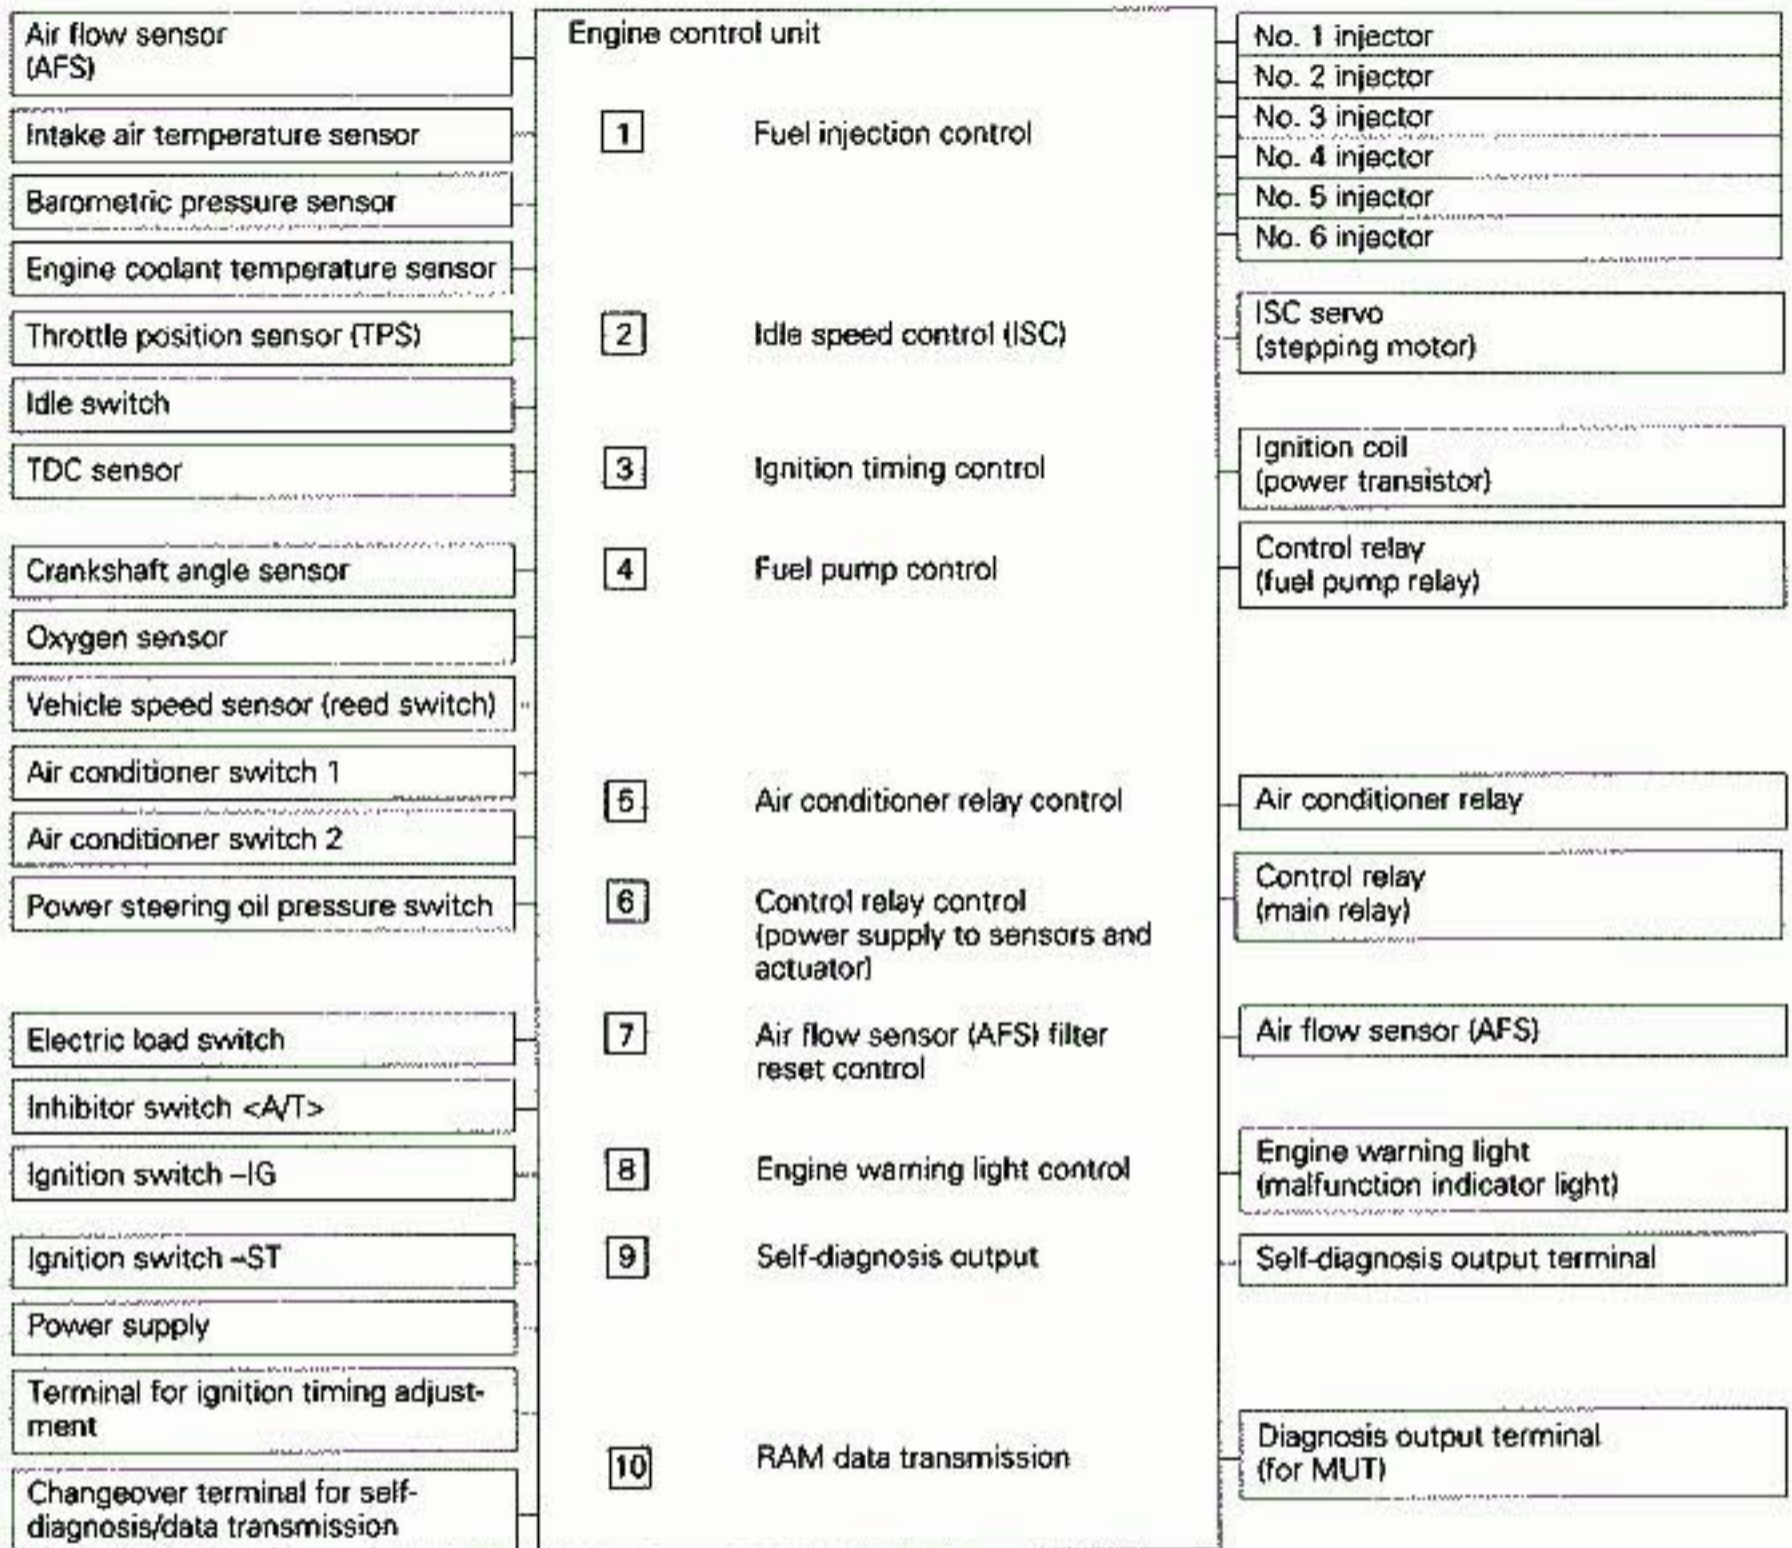 Air flow sensor
(AFS)
Intake air temperature sensor
Barometric pressure sensor
Engine coolant temperature sensor
Throttle position sensor (TPS)
Idle switch
TDC sensor
Crankshaft angle sensor
Oxygen sensor
Vehicle speed sensor (reed switch)
Air conditioner switch 1
Air conditioner switch 2
Power steering oil pressure switch
Electric load switch
Inhibitor switch <A/T>
Ignition switch –IG
Ignition switch –ST
Power supply
Terminal for ignition timing adjust-
ment
Changeover terminal for self-
diagnosis/data transmission
Engine control unit
1 Fuel injection control
2 Idle speed control (ISC)
3 Ignition timing control
4 Fuel pump control
5 Air conditioner relay control
6 Control relay control
(power supply to sensors and
actuator)
7 Air flow sensor (AFS) filter
reset control
8 Engine warning light control
9 Self-diagnosis output
10 RAM data transmission
No. 1 injector
No. 2 injector
No. 3 injector
No. 4 injector
No. 5 injector
No. 6 injector
ISC servo
(stepping motor)
Ignition coil
(power transistor)
Control relay
(fuel pump relay)
Air conditioner relay
Control relay
(main relay)
Air flow sensor (AFS)
Engine warning light
(malfunction indicator light)
Self-diagnosis output terminal
Diagnosis output terminal
(for MUT)